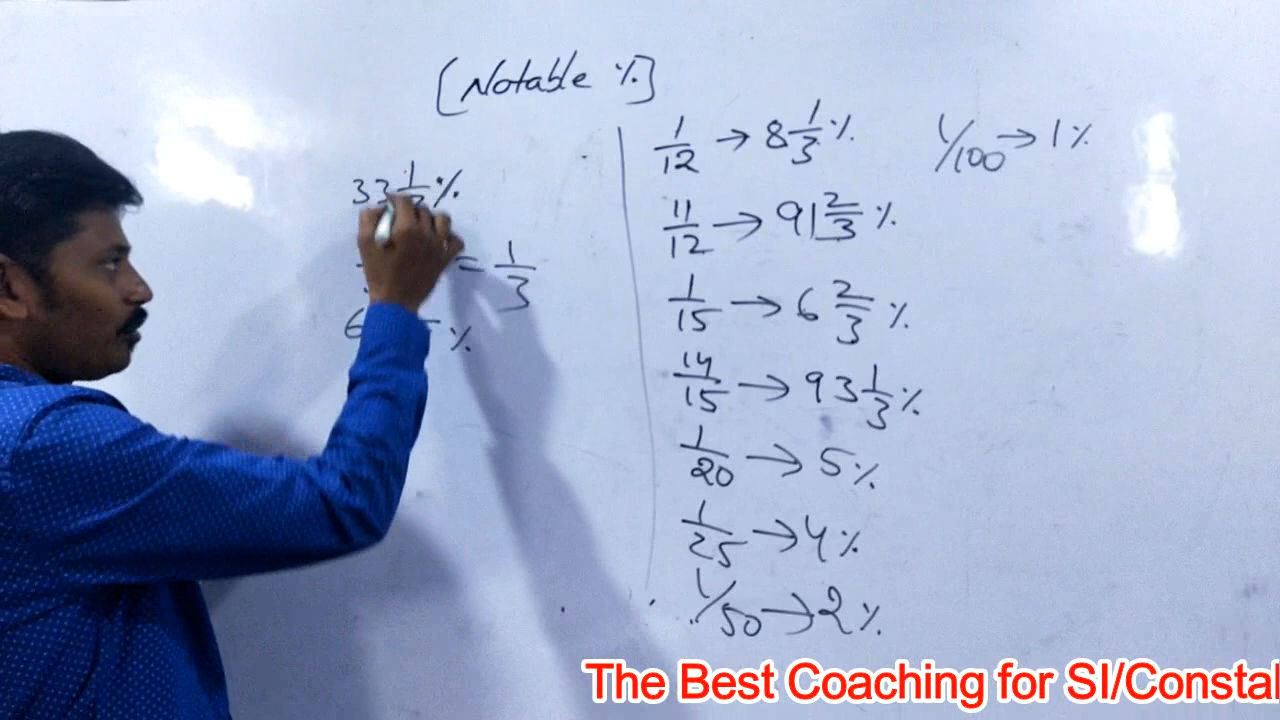 [Notable %]
33 1/3 %
= 1/3
6 %
1/12 → 8 1/3 %
11/12 → 91 2/3 %
1/15 → 6 2/3 %
14/15 → 93 1/3 %
1/20 → 5 %
1/25 → 4 %
1/50 → 2 %
1/100 → 1 %
The Best Coaching for SI/Constal